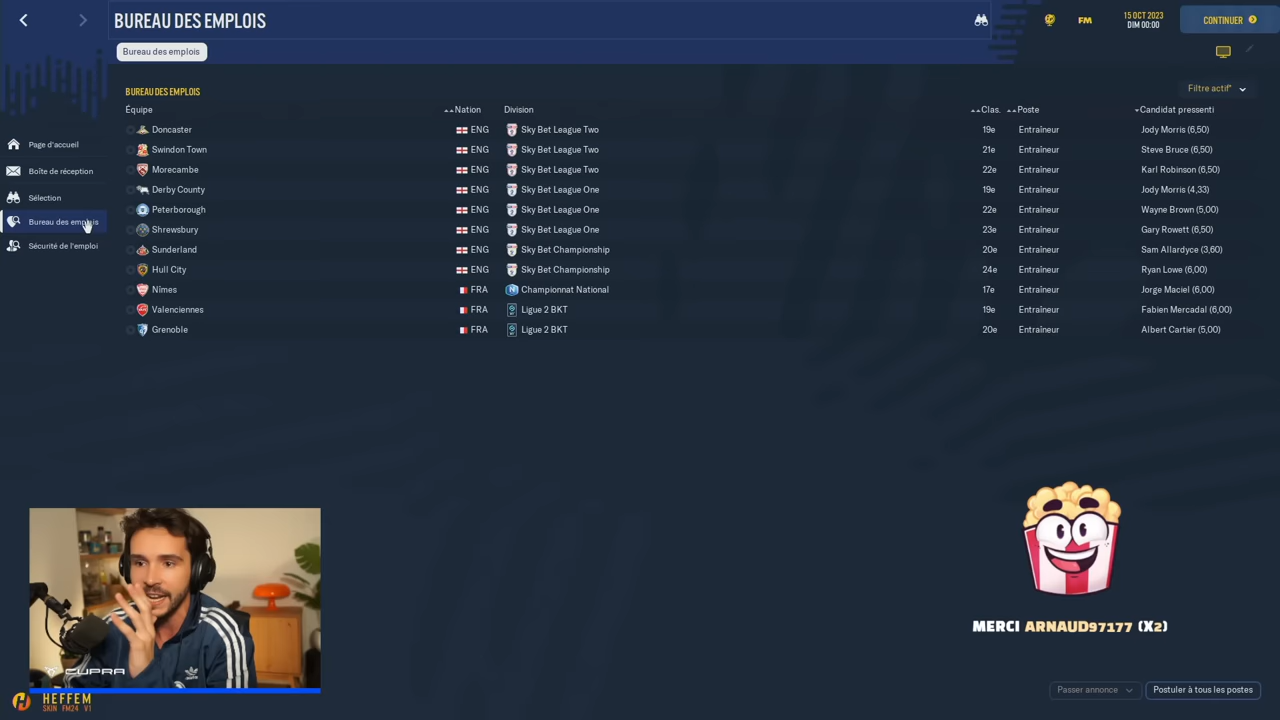 BUREAU DES EMPLOIS
FM
15 OCT 2023
DIM 00:00
CONTINUER
Bureau des emplois
Page d'accueil
Boîte de réception
Sélection
Bureau des emplois
Sécurité de l'emploi
BUREAU DES EMPLOIS
Filtre actif*
Équipe Nation Division Clas. Poste Candidat pressenti
Doncaster ENG Sky Bet League Two 19e Entraîneur Jody Morris (6,50)
Swindon Town ENG Sky Bet League Two 21e Entraîneur Steve Bruce (6,50)
Morecambe ENG Sky Bet League Two 22e Entraîneur Karl Robinson (6,50)
Derby County ENG Sky Bet League One 19e Entraîneur Jody Morris (4,33)
Peterborough ENG Sky Bet League One 22e Entraîneur Wayne Brown (5,00)
Shrewsbury ENG Sky Bet League One 23e Entraîneur Gary Rowett (6,50)
Sunderland ENG Sky Bet Championship 20e Entraîneur Sam Allardyce (3,60)
Hull City ENG Sky Bet Championship 24e Entraîneur Ryan Lowe (6,00)
Nîmes FRA Championnat National 17e Entraîneur Jorge Maciel (6,00)
Valenciennes FRA Ligue 2 BKT 19e Entraîneur Fabien Mercadal (6,00)
Grenoble FRA Ligue 2 BKT 20e Entraîneur Albert Cartier (5,00)
MERCI ARNAUD97177 (X2)
CUPRA
adidas
HEFFEM
SKIN FM24 V1
Passer annonce
Postuler à tous les postes